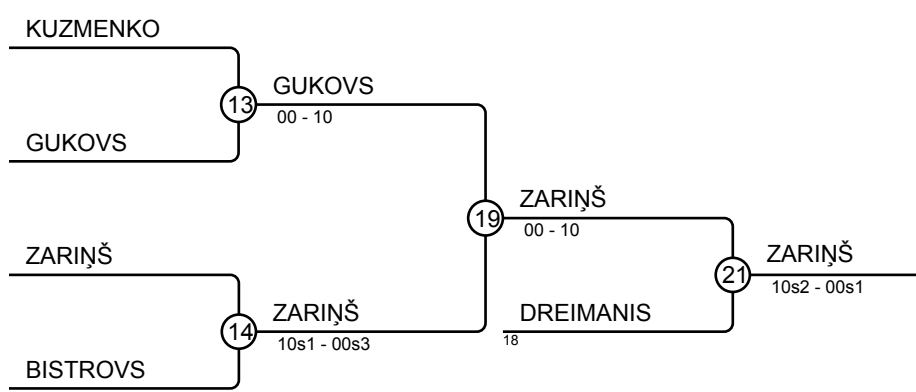 KUZMENKO
13
GUKOVS
00 - 10
GUKOVS
19
ZARIŅŠ
00 - 10
ZARIŅŠ
21
ZARIŅŠ
10s2 - 00s1
14
ZARIŅŠ
10s1 - 00s3
DREIMANIS
18
BISTROVS